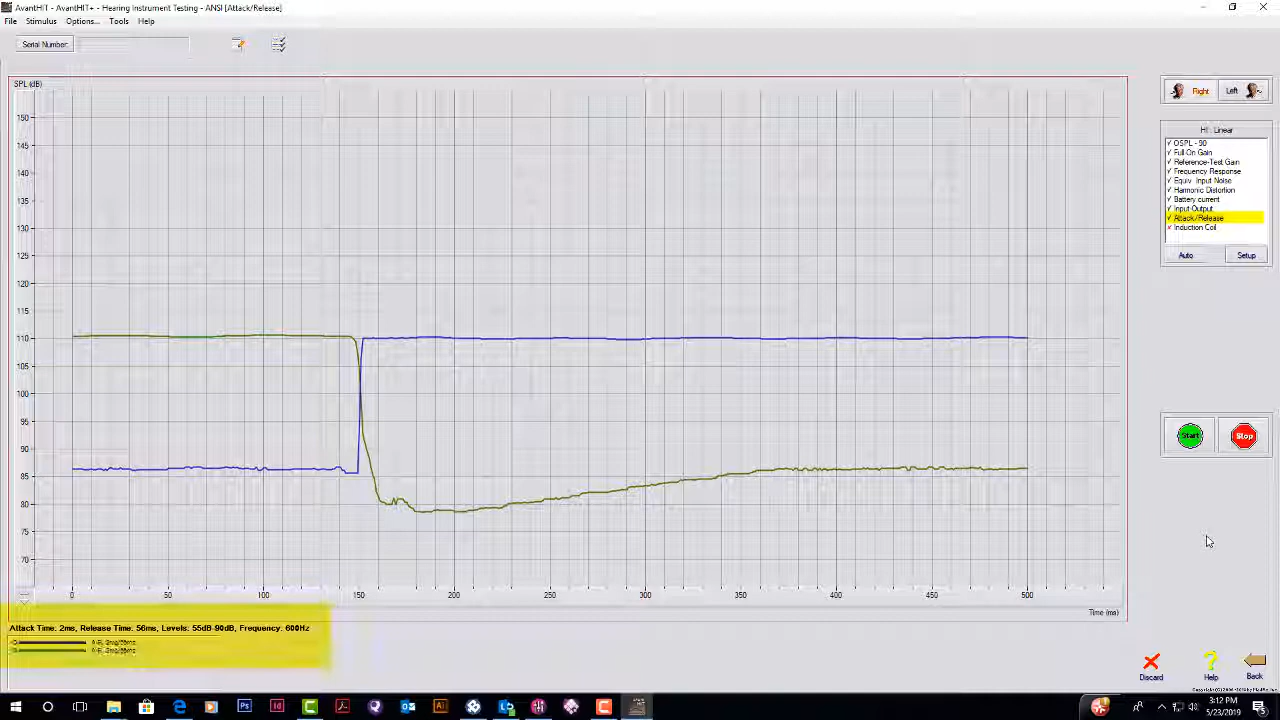 AvantHIT - AvantHIT+ - Hearing Instrument Testing - ANSI [Attack/Release]
File Stimulus Options... Tools Help
Serial Number:
SPL (dB)
150
145
140
135
130
125
120
115
110
105
100
95
90
85
80
75
70
0 50 100 150 200 250 300 350 400 450 500
Time (ms)
Attack Time: 2ms, Release Time: 56ms, Levels: 55dB-90dB, Frequency: 600Hz
Right Left
HI: Linear
OSPL - 90
Full On Gain
Reference-Test Gain
Frequency Response
Equiv. Input Noise
Harmonic Distortion
Battery current
Input Output
Attack/Release
Induction Coil
Auto Setup
Start Stop
Discard Help Back
3:12 PM
5/23/2019